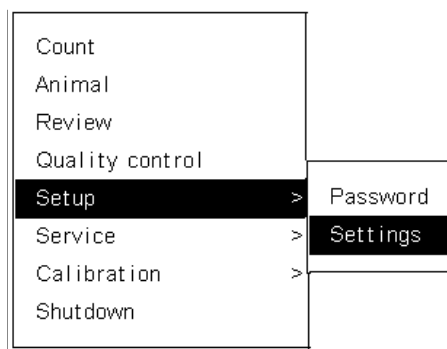 Count
Animal
Review
Quality control
Setup >
Password
Service >
Settings
Calibration >
Shutdown